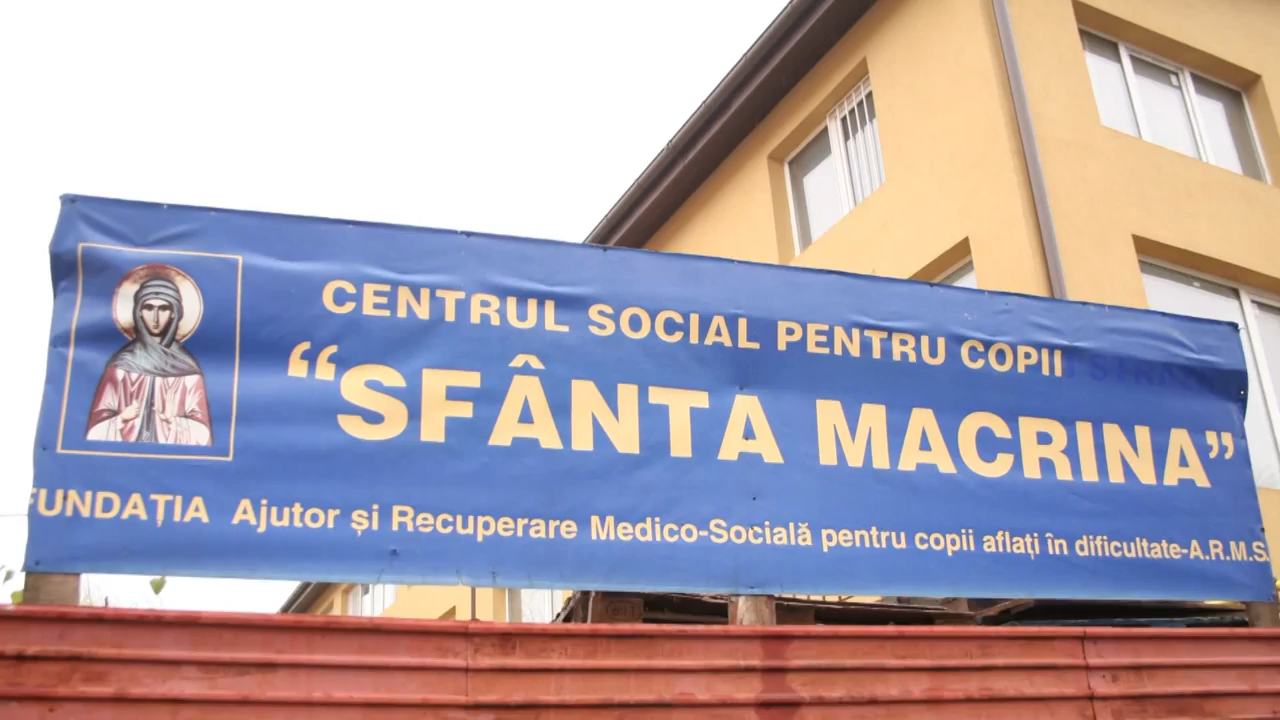 CENTRUL SOCIAL PENTRU COPII
“SFÂNTA MACRINA”
FUNDAȚIA Ajutor și Recuperare Medico-Socială pentru copii aflați în dificultate-A.R.M.S.